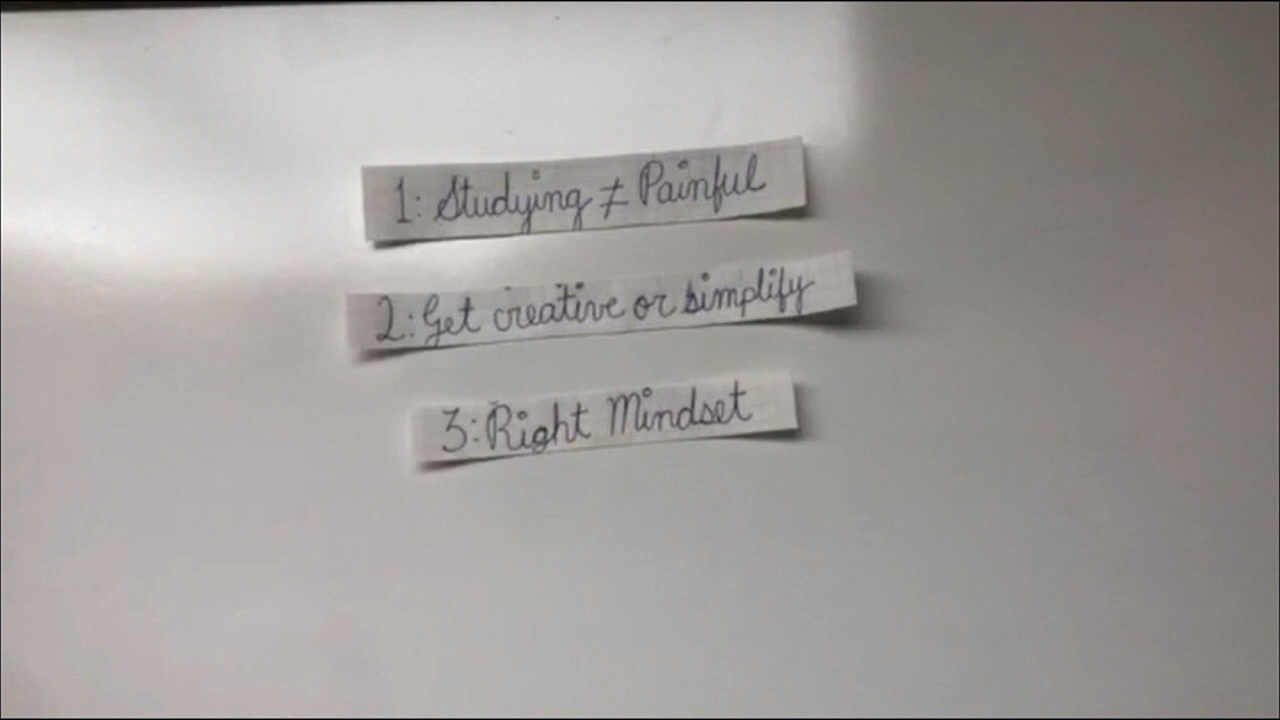 1: Studying ≠ Painful
2: Get creative or simplify
3: Right Mindset